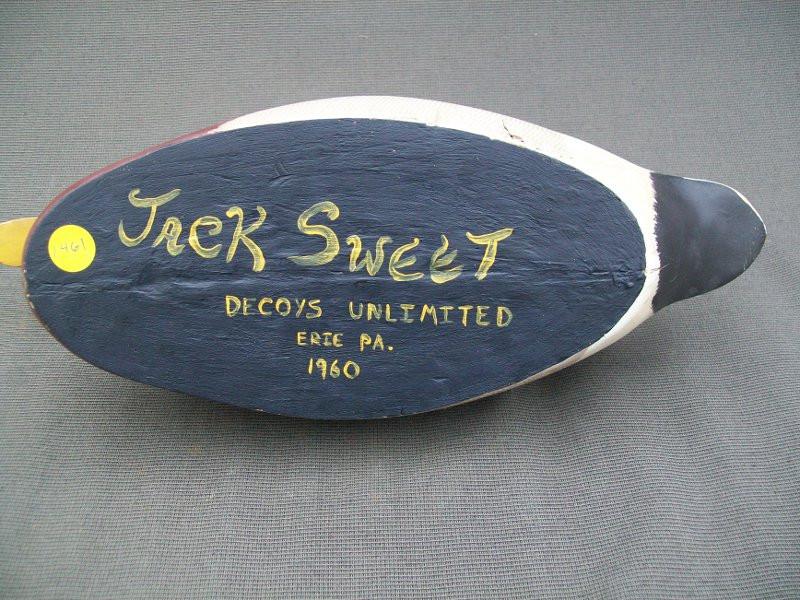 461
JACK SWEET
DECOYS UNLIMITED
ERIE PA.
1960